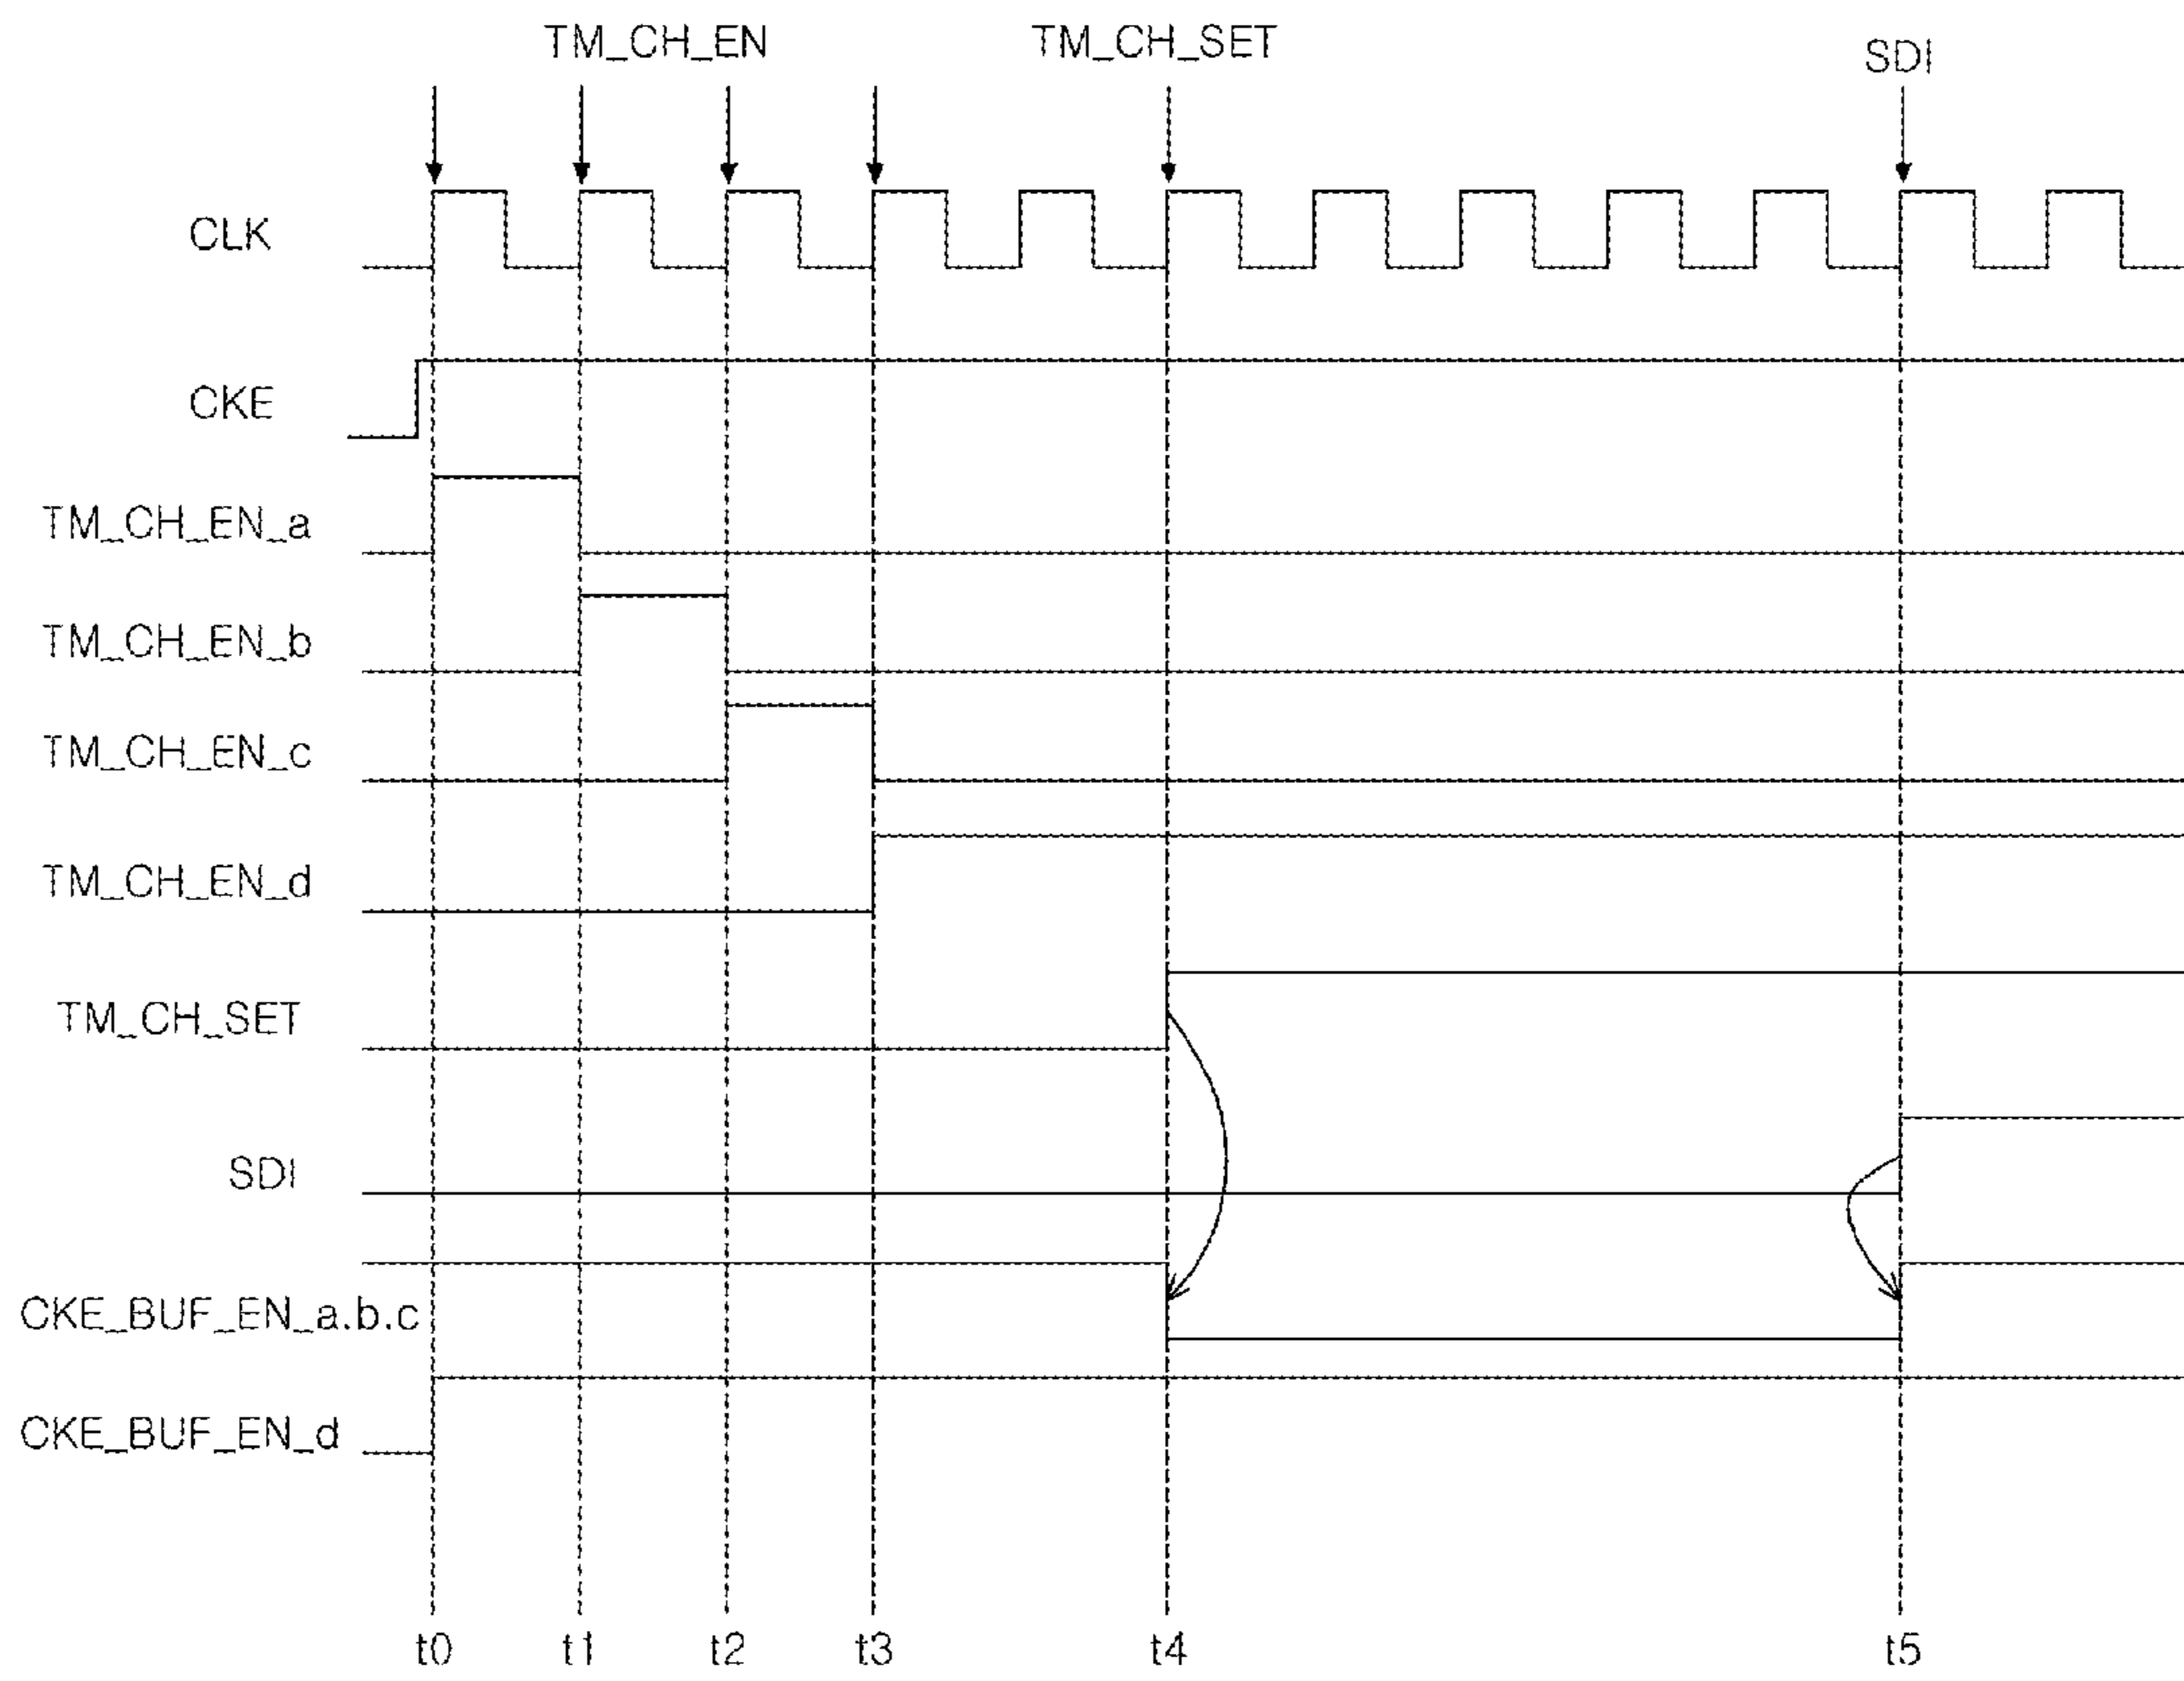 TM_CH_EN
TM_CH_SET
SDI
CLK
CKE
TM_CH_EN_a
TM_CH_EN_b
TM_CH_EN_c
TM_CH_EN_d
TM_CH_SET
SDI
CKE_BUF_EN_a.b.c
CKE_BUF_EN_d
t0 t1 t2 t3 t4 t5